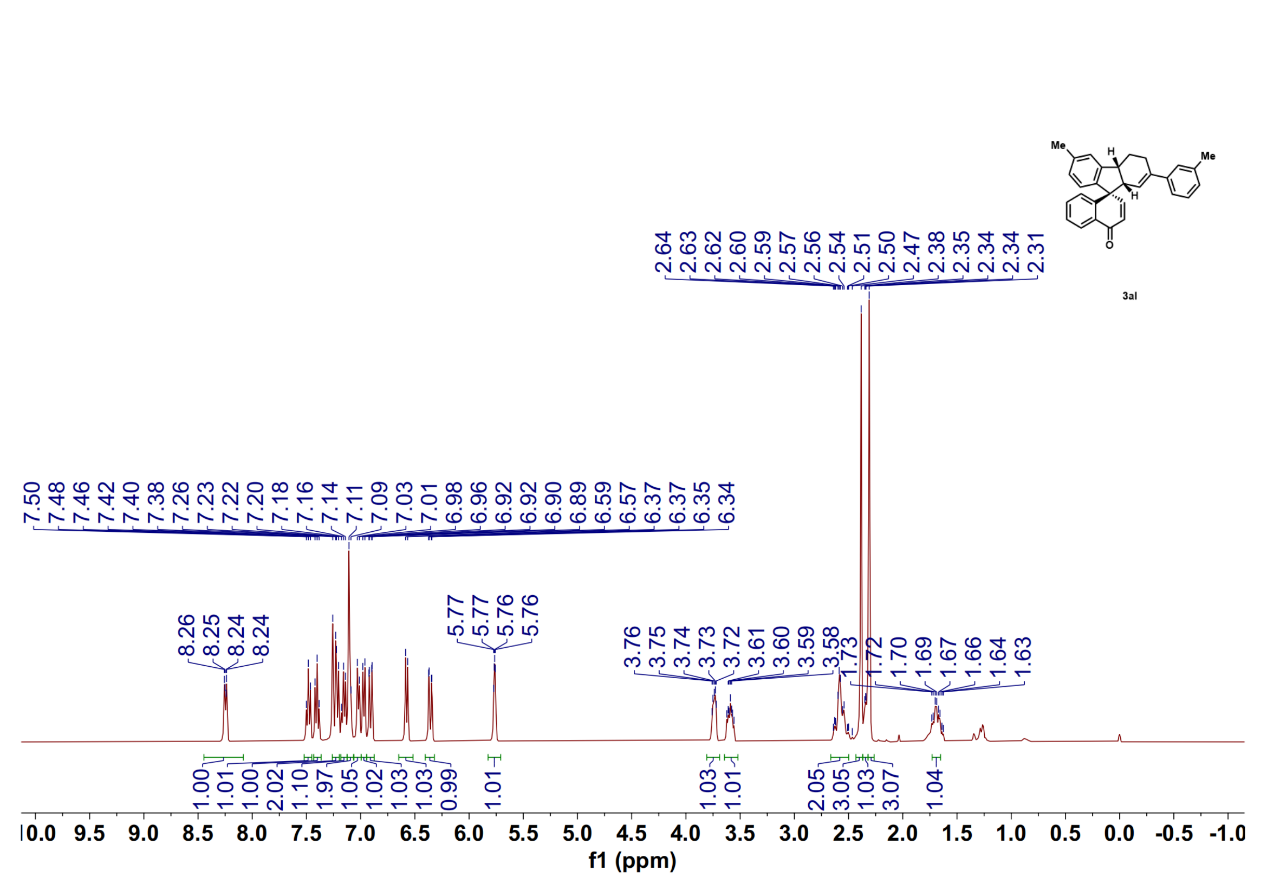 Me
H
Me
H
O
3al
2.64 2.63 2.62 2.60 2.59 2.57 2.56 2.54 2.51 2.50 2.47 2.38 2.35 2.34 2.34 2.31
7.50 7.48 7.46 7.42 7.40 7.38 7.26 7.23 7.22 7.20 7.18 7.16 7.14 7.11 7.09 7.03 7.01 6.98 6.96 6.92 6.92 6.90 6.89 6.59 6.57 6.37 6.37 6.35 6.34
8.26 8.25 8.24 8.24
5.77 5.77 5.76 5.76
3.76 3.75 3.74 3.73 3.72 3.61 3.60 3.59 3.58
1.73 1.72 1.70 1.69 1.67 1.66 1.64 1.63
1.00 1.01 1.00 2.02 1.10 1.97 1.05 1.02 1.03 1.03 0.99 1.01 1.03 1.01 2.05 3.05 1.03 3.07 1.04
10.0 9.5 9.0 8.5 8.0 7.5 7.0 6.5 6.0 5.5 5.0 4.5 4.0 3.5 3.0 2.5 2.0 1.5 1.0 0.5 0.0 -0.5 -1.0
f1 (ppm)